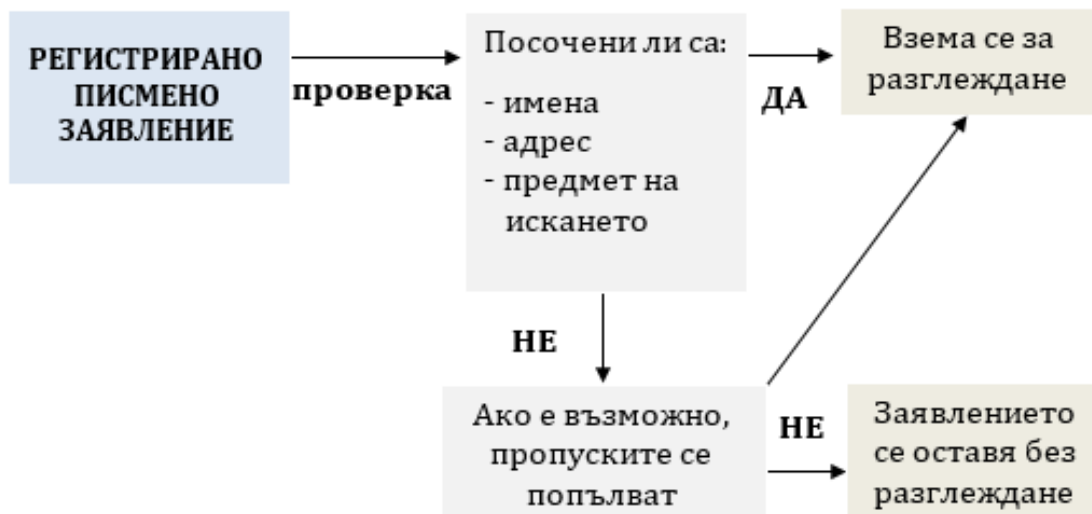 РЕГИСТРИРАНО
ПИСМЕНО
ЗАЯВЛЕНИЕ
проверка
Посочени ли са:
- имена
- адрес
- предмет на
искането
ДА
Взема се за
разглеждане
НЕ
Ако е възможно,
пропуските се
попълват
НЕ
Заявлението
се оставя без
разглеждане